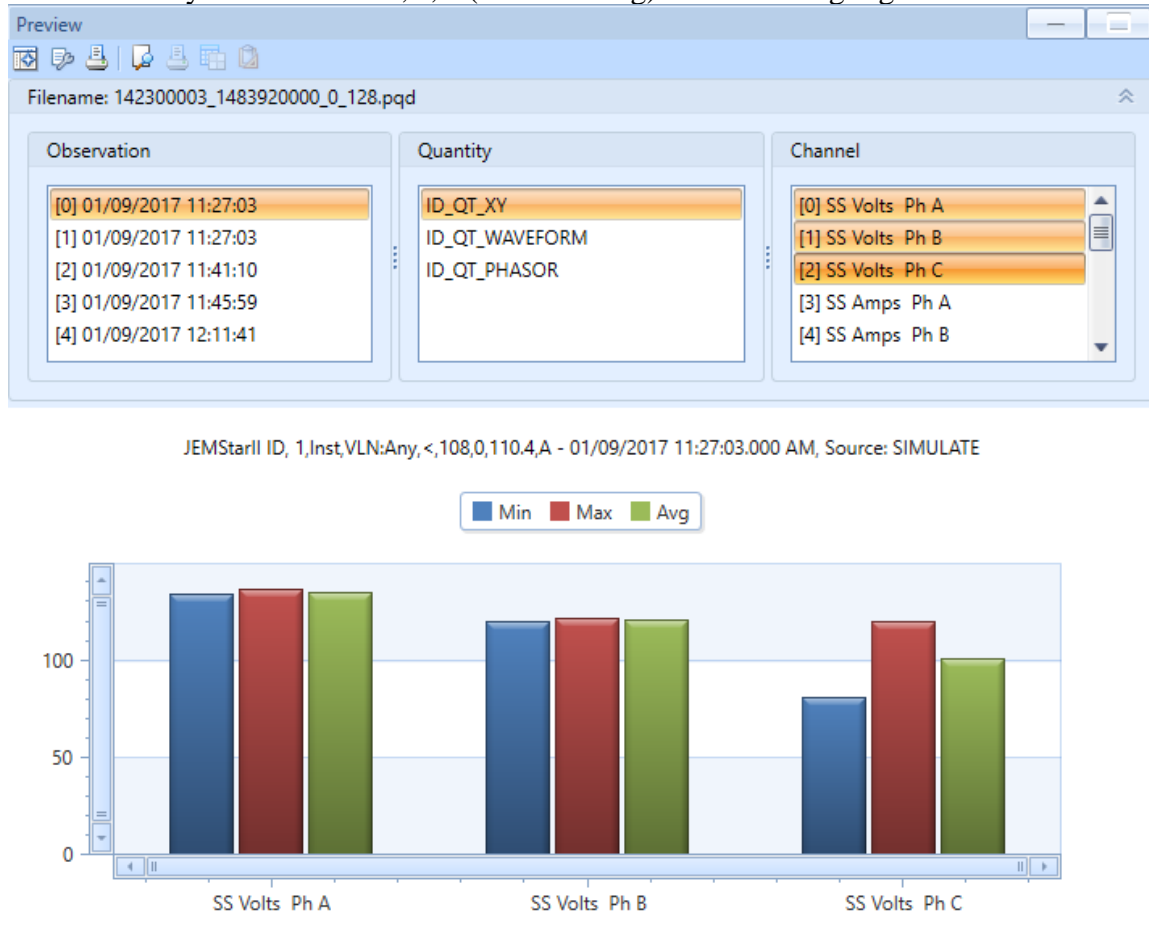 Preview
Filename: 142300003_1483920000_0_128.pqd
Observation
[0] 01/09/2017 11:27:03
[1] 01/09/2017 11:27:03
[2] 01/09/2017 11:41:10
[3] 01/09/2017 11:45:59
[4] 01/09/2017 12:11:41
Quantity
ID_QT_XY
ID_QT_WAVEFORM
ID_QT_PHASOR
Channel
[0] SS Volts Ph A
[1] SS Volts Ph B
[2] SS Volts Ph C
[3] SS Amps Ph A
[4] SS Amps Ph B
JEMStarII ID, 1,Inst,VLN:Any,<,108,0,110.4,A - 01/09/2017 11:27:03.000 AM, Source: SIMULATE
Min Max Avg
100
50
0
SS Volts Ph A SS Volts Ph B SS Volts Ph C